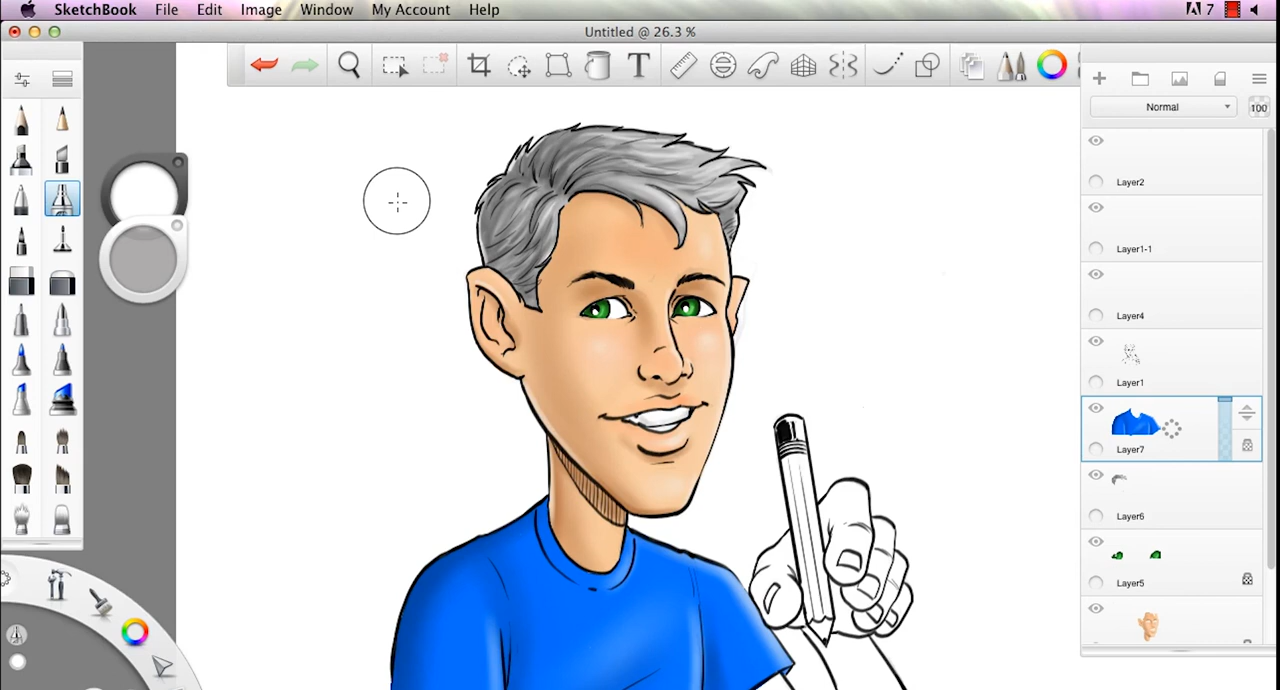 SketchBook File Edit Image Window My Account Help 7
Untitled @ 26.3 %
T
Normal 100
Layer2
Layer1-1
Layer4
Layer1
Layer7
Layer6
Layer5